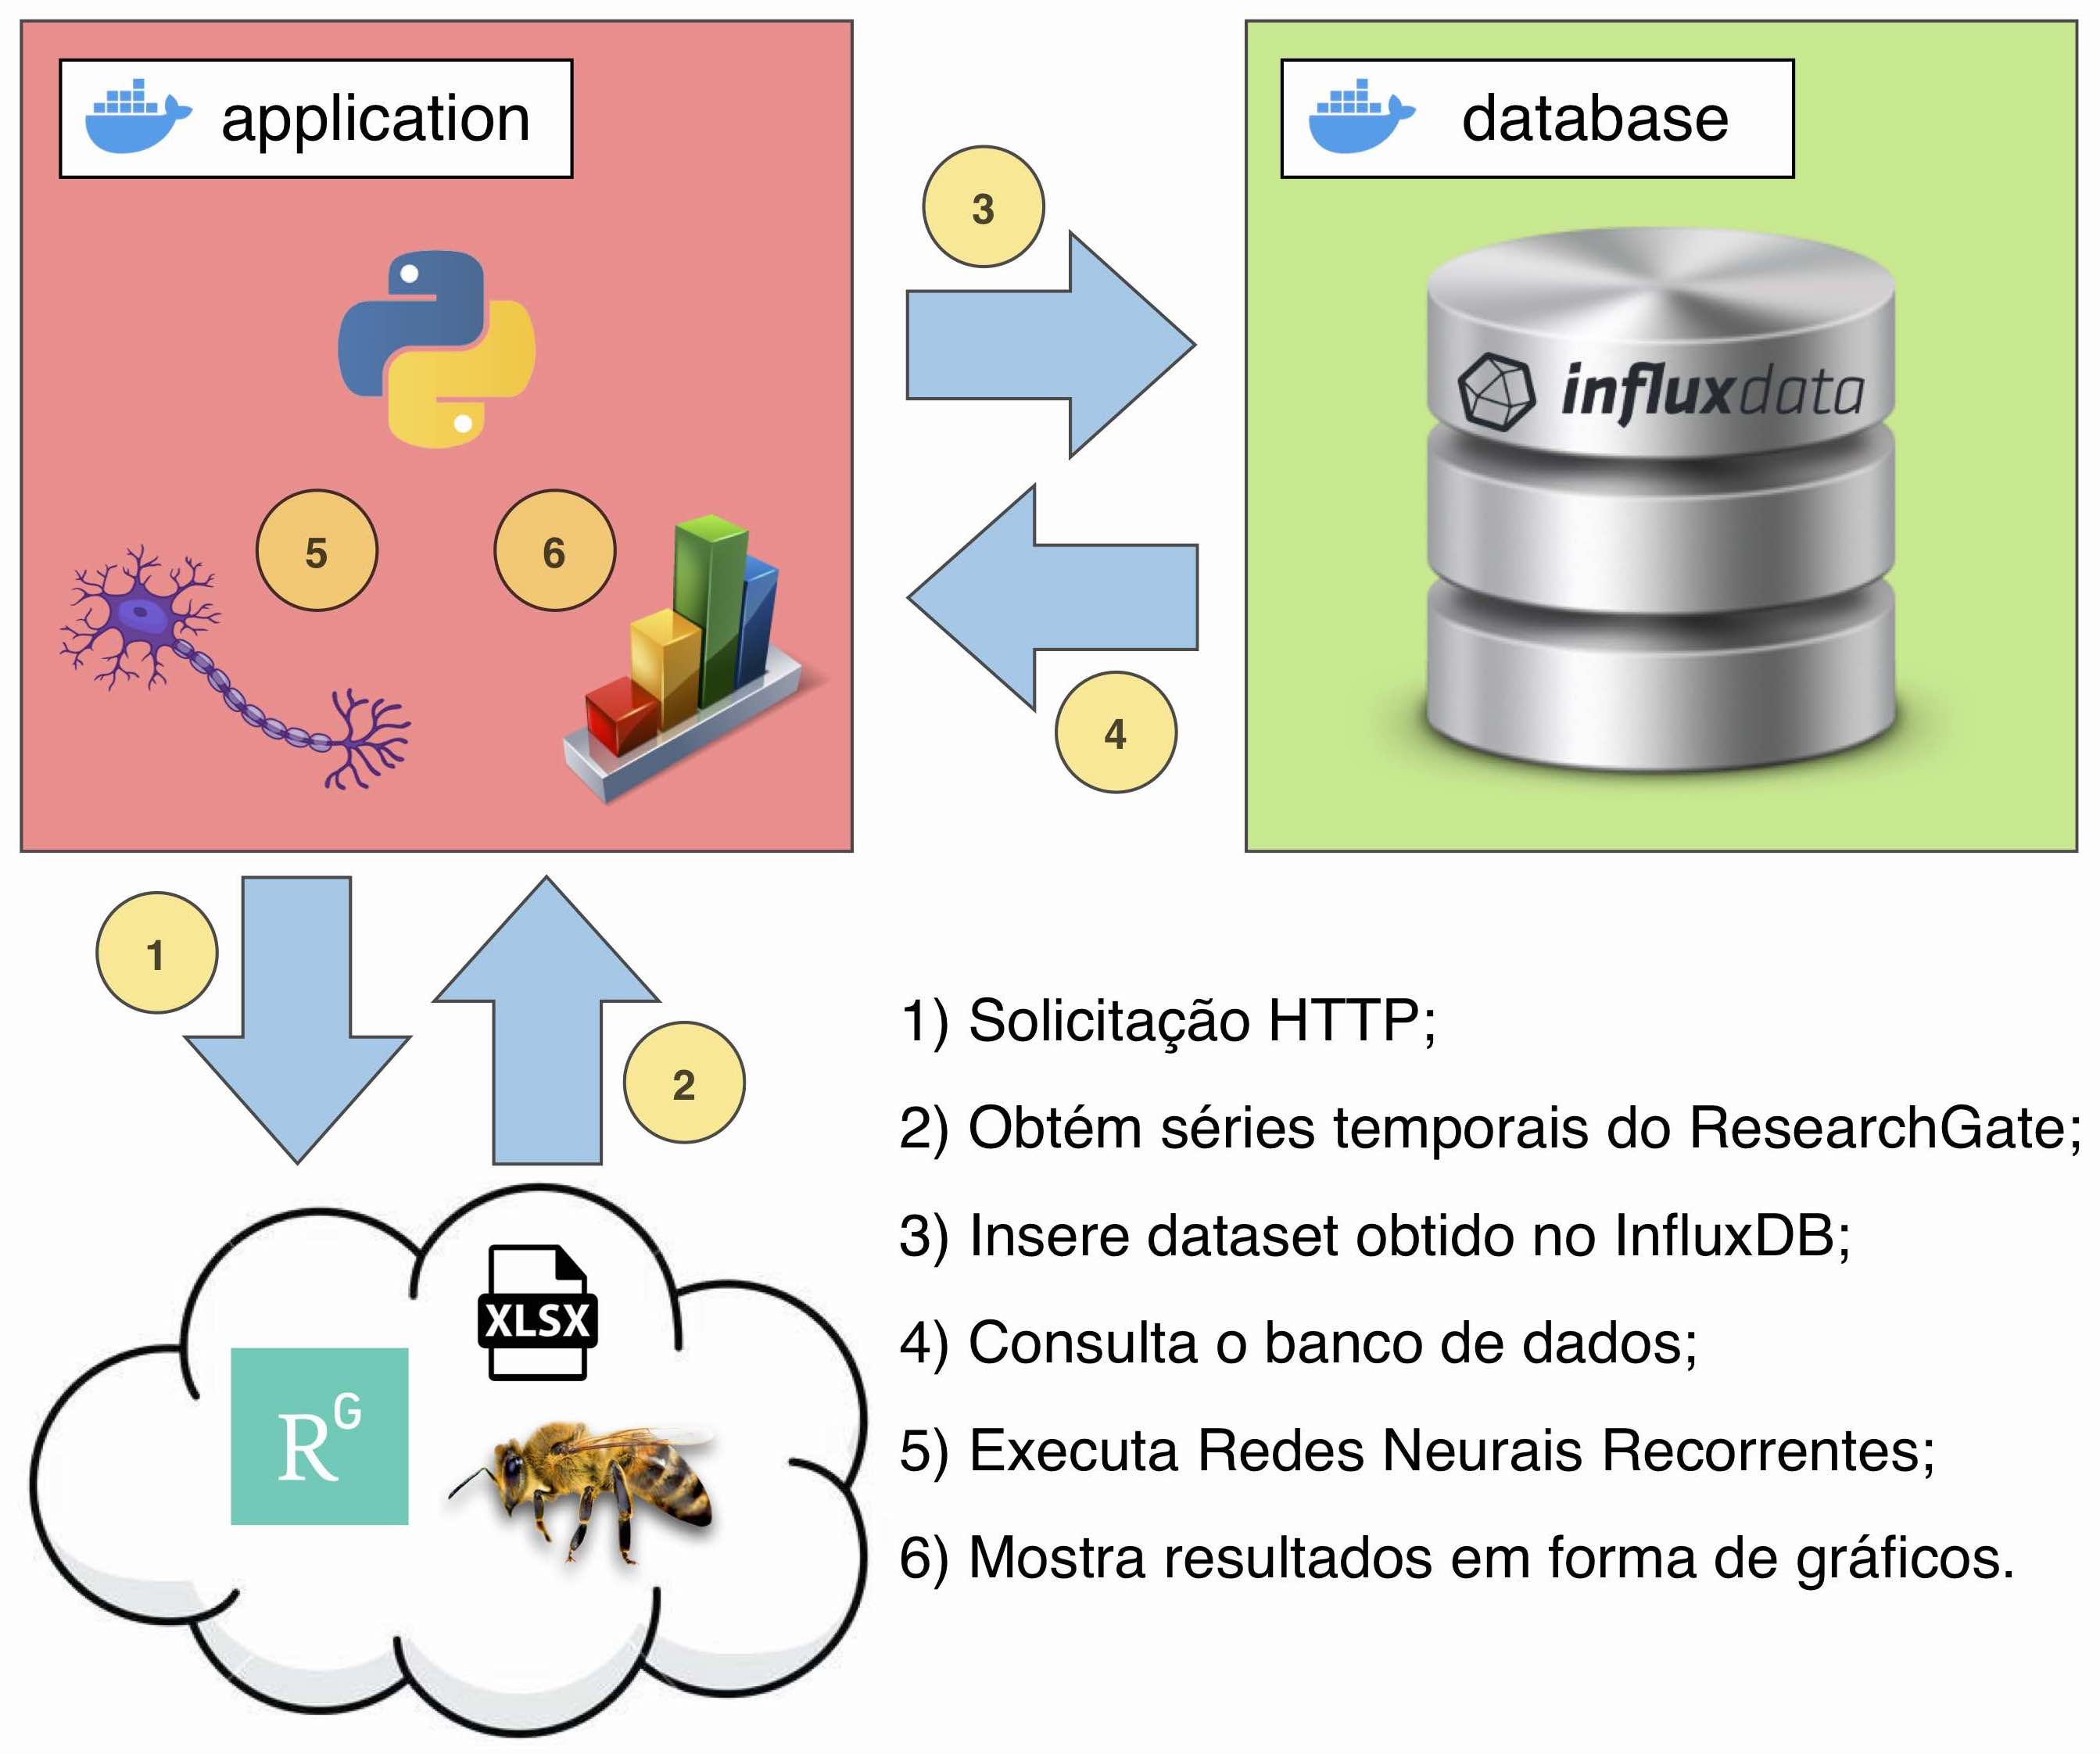 application
database
3
influxdata
5
6
4
1
2
1) Solicitação HTTP;
2) Obtém séries temporais do ResearchGate;
3) Insere dataset obtido no InfluxDB;
4) Consulta o banco de dados;
5) Executa Redes Neurais Recorrentes;
6) Mostra resultados em forma de gráficos.
XLSX
RG